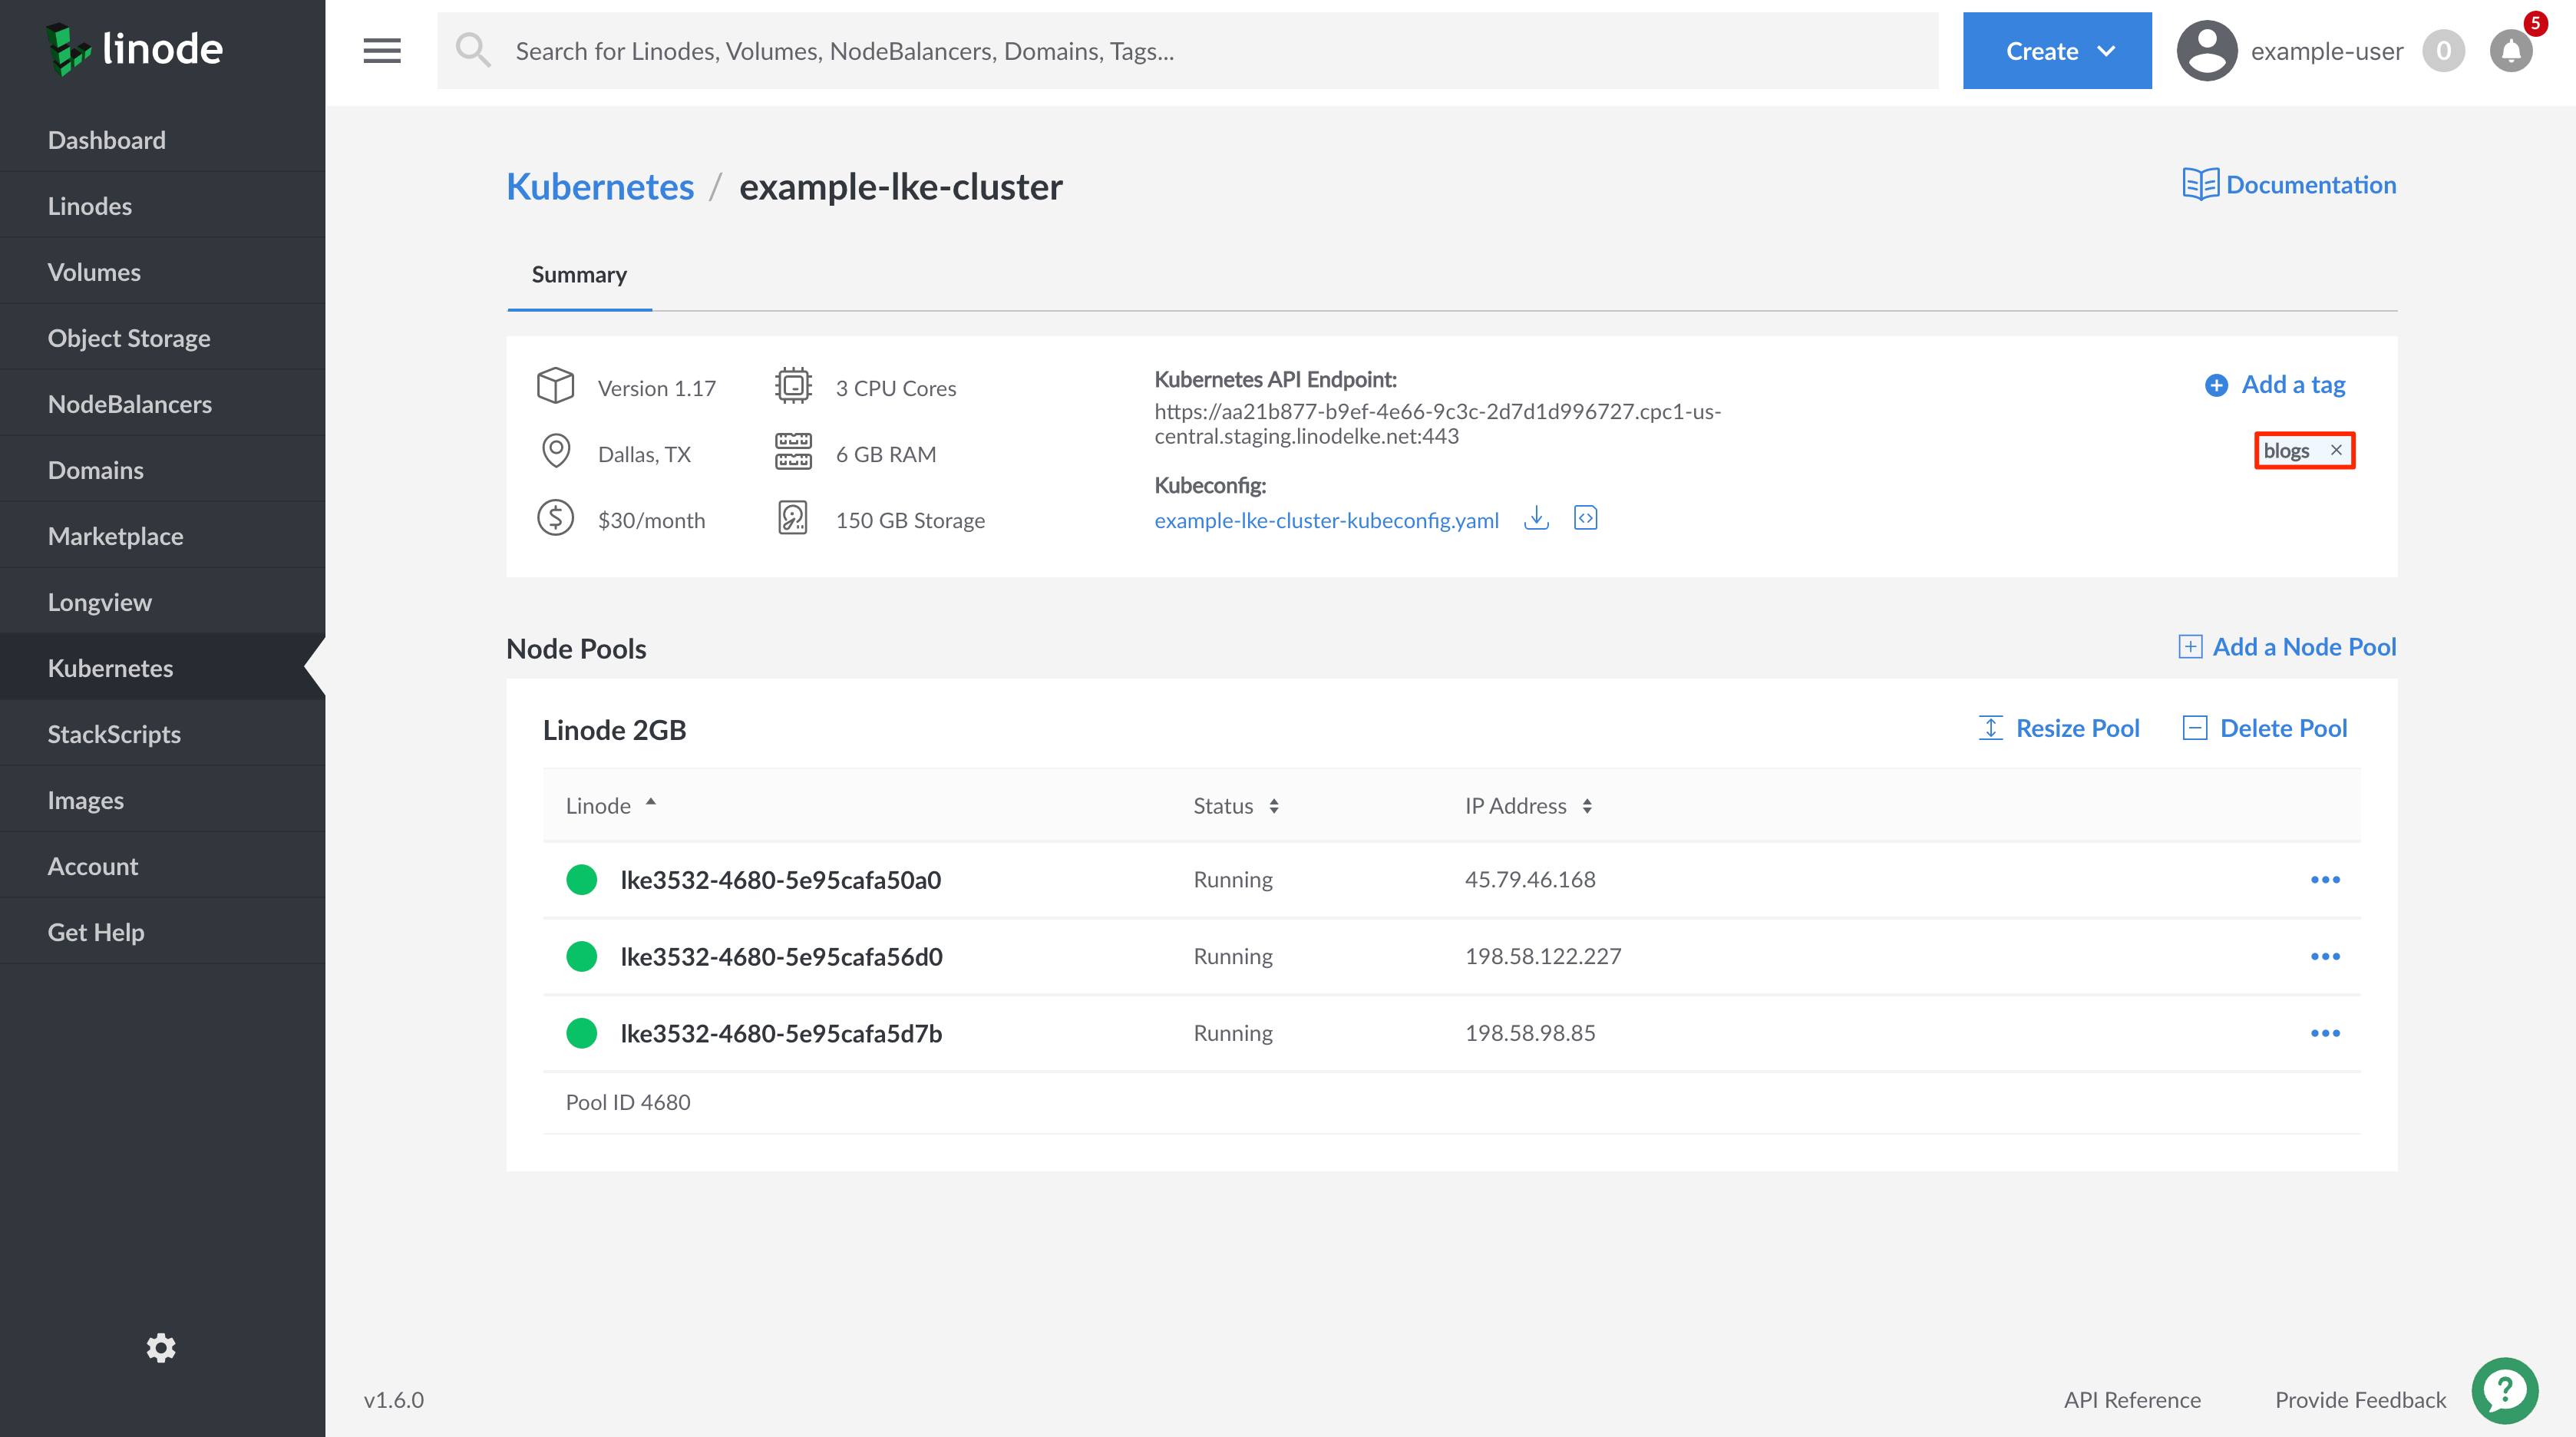 linode
Search for Linodes, Volumes, NodeBalancers, Domains, Tags...
Create
example-user
0
5
Dashboard
Linodes
Volumes
Object Storage
NodeBalancers
Domains
Marketplace
Longview
Kubernetes
StackScripts
Images
Account
Get Help
Kubernetes / example-lke-cluster
Documentation
Summary
Version 1.17
Dallas, TX
$30/month
3 CPU Cores
6 GB RAM
150 GB Storage
Kubernetes API Endpoint:
https://aa21b877-b9ef-4e66-9c3c-2d7d1d996727.cpc1-us-
central.staging.linodelke.net:443
Kubeconfig:
example-lke-cluster-kubeconfig.yaml
Add a tag
blogs ×
Node Pools
Add a Node Pool
Linode 2GB
Resize Pool
Delete Pool
Linode Status IP Address
lke3532-4680-5e95cafa50a0 Running 45.79.46.168
lke3532-4680-5e95cafa56d0 Running 198.58.122.227
lke3532-4680-5e95cafa5d7b Running 198.58.98.85
Pool ID 4680
v1.6.0
API Reference
Provide Feedback
?